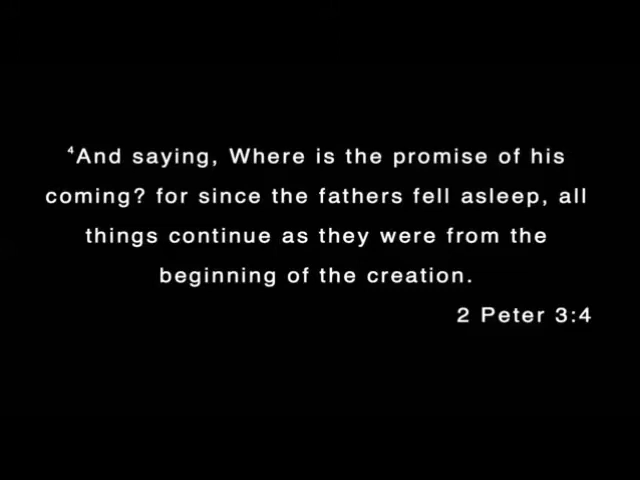 ⁴And saying, Where is the promise of his
coming? for since the fathers fell asleep, all
things continue as they were from the
beginning of the creation.
2 Peter 3:4